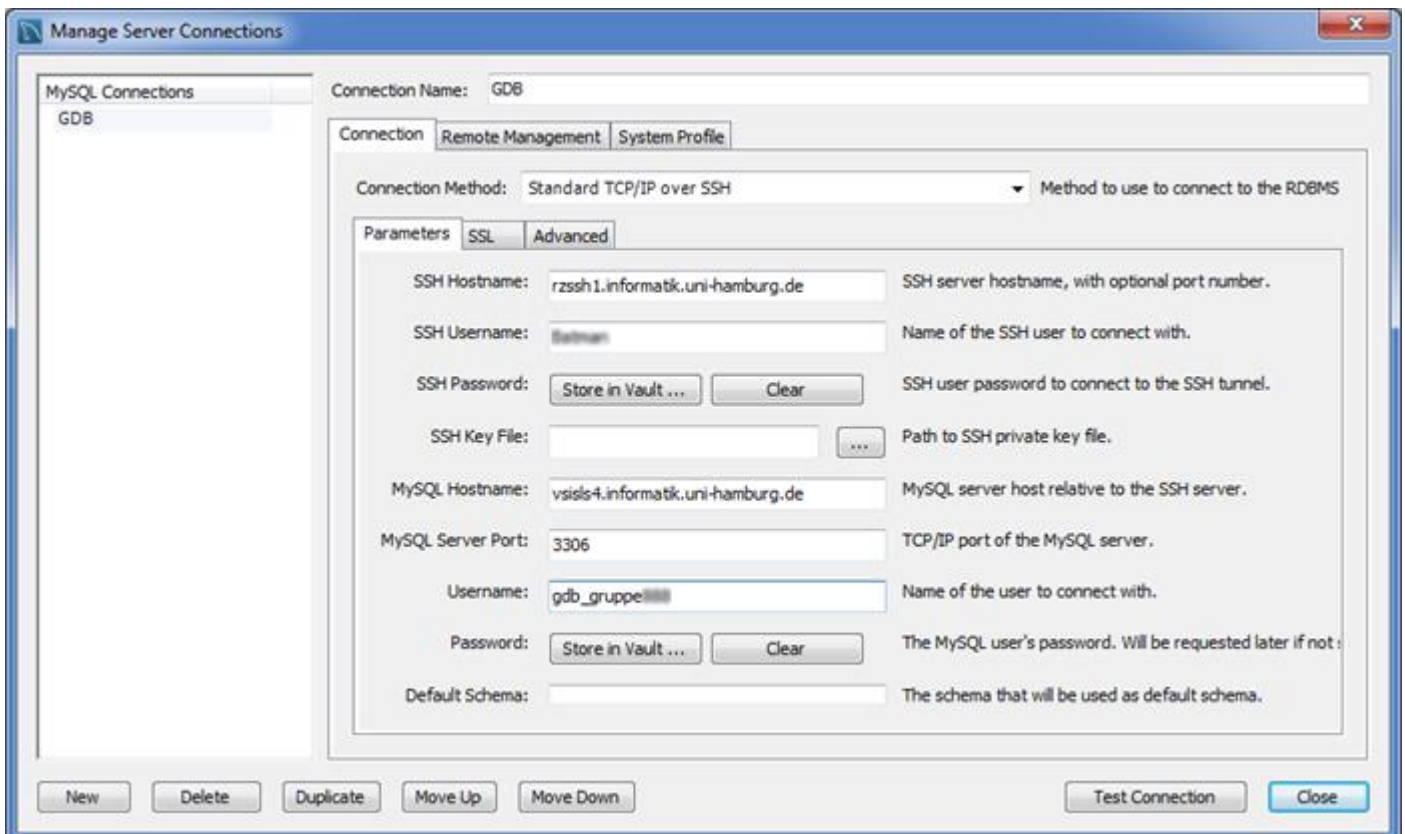 Manage Server Connections
MySQL Connections
GDB
Connection Name: GDB
Connection Remote Management System Profile
Connection Method: Standard TCP/IP over SSH Method to use to connect to the RDBMS
Parameters SSL Advanced
SSH Hostname: rzssh1.informatik.uni-hamburg.de SSH server hostname, with optional port number.
SSH Username: Name of the SSH user to connect with.
SSH Password: Store in Vault ... Clear SSH user password to connect to the SSH tunnel.
SSH Key File: ... Path to SSH private key file.
MySQL Hostname: vsisls4.informatik.uni-hamburg.de MySQL server host relative to the SSH server.
MySQL Server Port: 3306 TCP/IP port of the MySQL server.
Username: gdb_gruppe Name of the user to connect with.
Password: Store in Vault ... Clear The MySQL user's password. Will be requested later if not
Default Schema: The schema that will be used as default schema.
New Delete Duplicate Move Up Move Down Test Connection Close